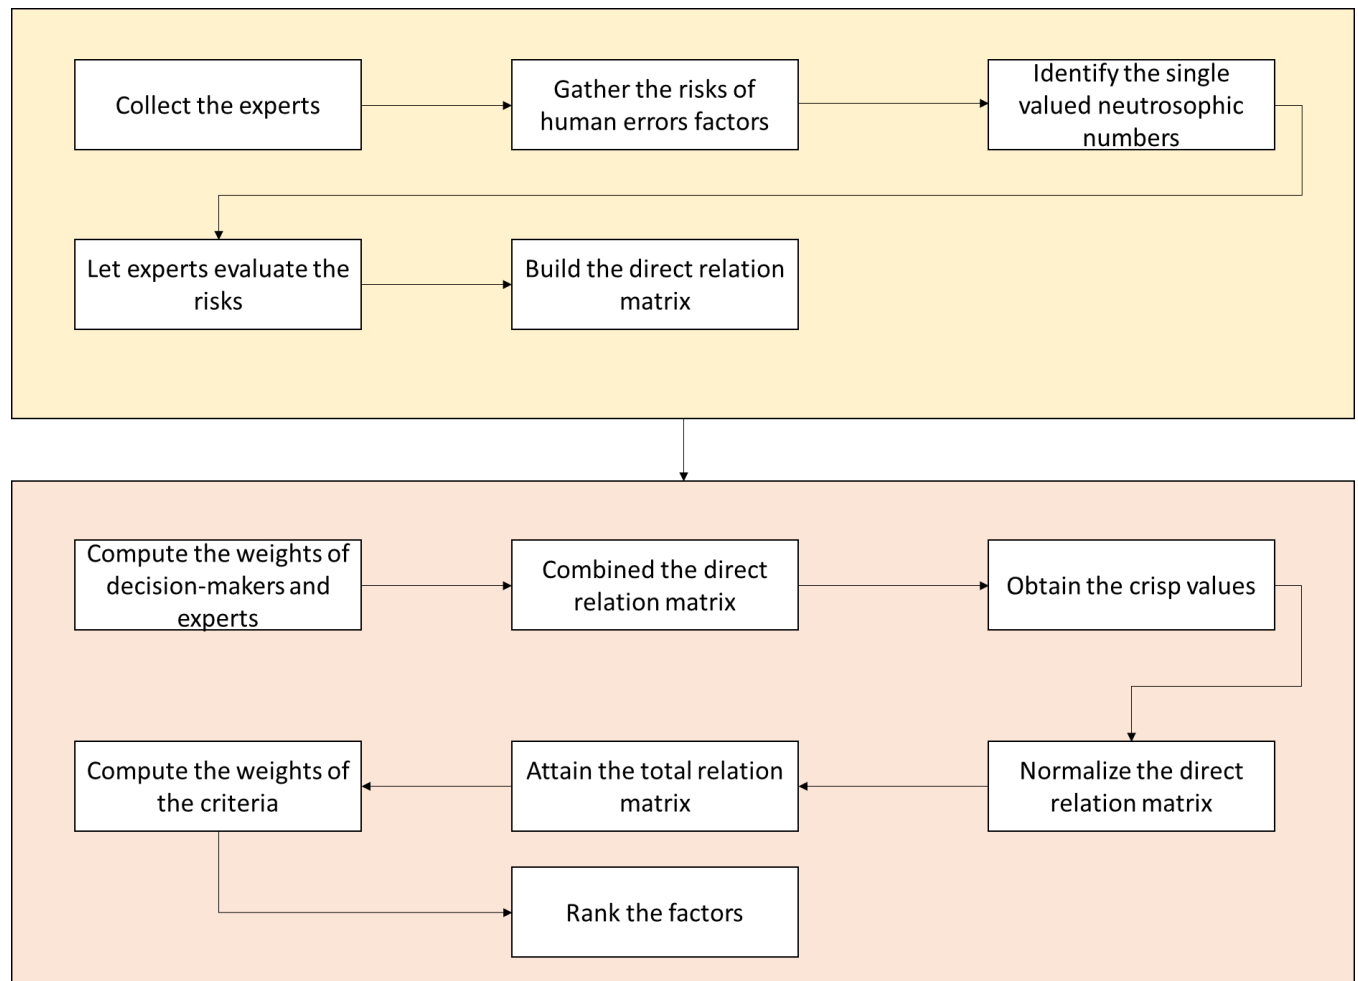 Collect the experts
Gather the risks of
human errors factors
Identify the single
valued neutrosophic
numbers
Let experts evaluate the
risks
Build the direct relation
matrix
Compute the weights of
decision-makers and
experts
Combined the direct
relation matrix
Obtain the crisp values
Normalize the direct
relation matrix
Attain the total relation
matrix
Compute the weights of
the criteria
Rank the factors